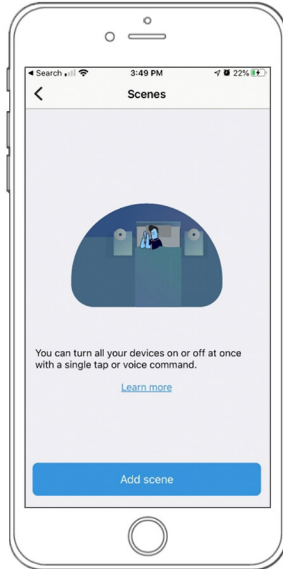 Search
3:49 PM
22%
Scenes
You can turn all your devices on or off at once
with a single tap or voice command.
Learn more
Add scene